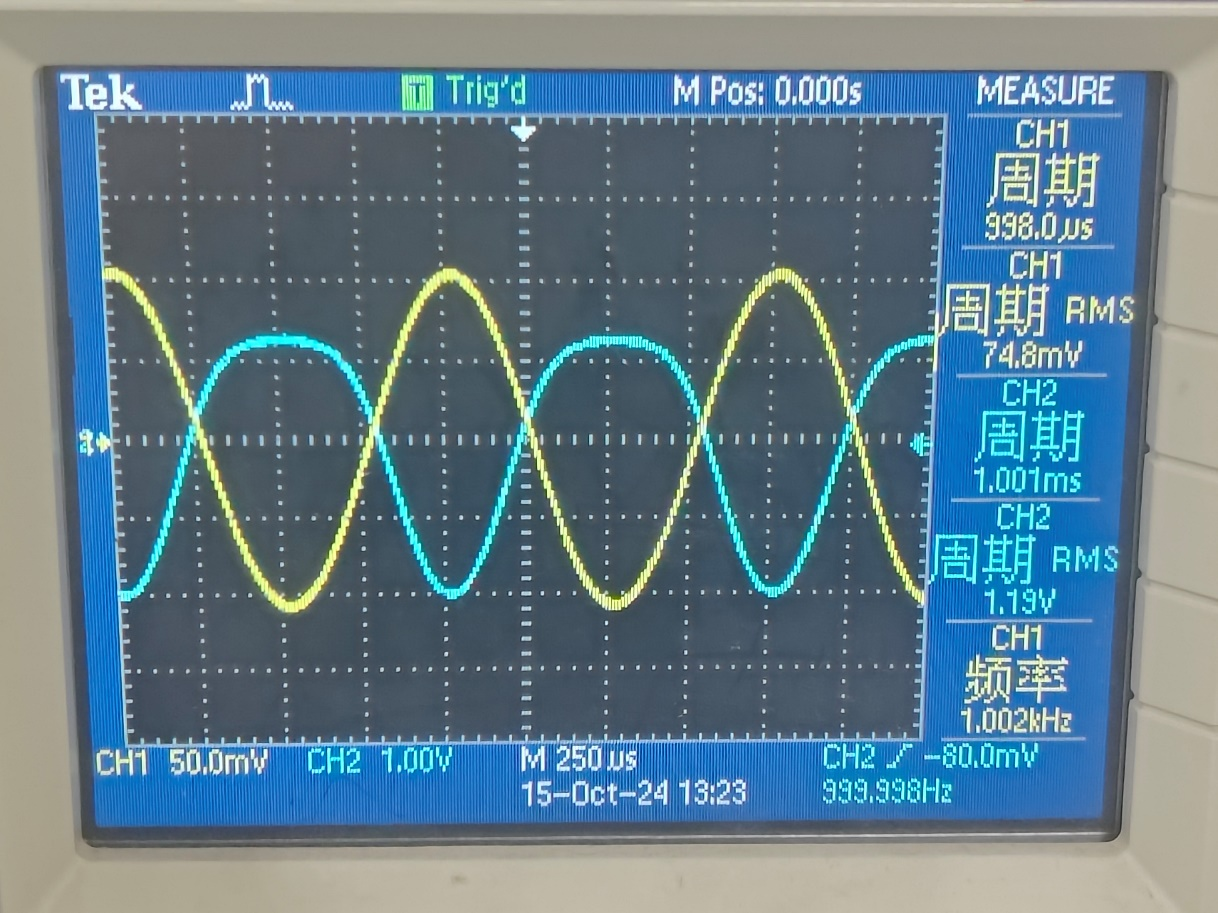 Tek Trig'd M Pos: 0.000s MEASURE
CH1
周期
998.0µs
CH1
周期 RMS
74.8mV
CH2
周期
1.001ms
CH2
周期 RMS
1.19V
CH1
频率
1.002kHz
CH1 50.0mV CH2 1.00V M 250µs CH2 -80.0mV
15-Oct-24 13:23 999.998Hz